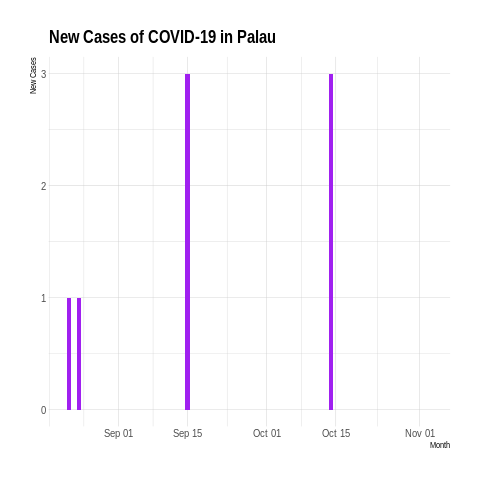 New Cases of COVID-19 in Palau
New Cases
3
2
1
0
Sep 01 Sep 15 Oct 01 Oct 15 Nov 01
Month